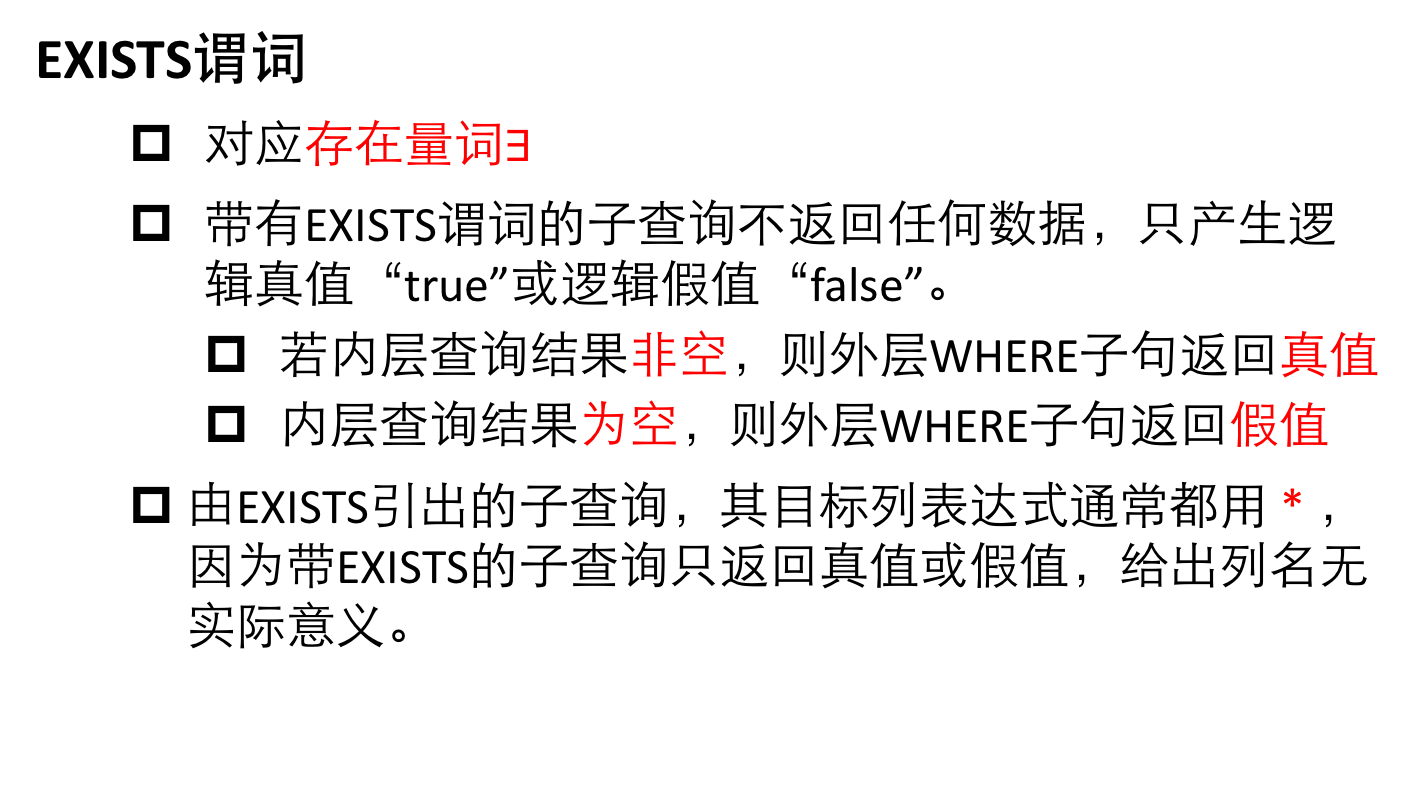 EXISTS谓词
对应存在量词∃
带有EXISTS谓词的子查询不返回任何数据，只产生逻
辑真值“true”或逻辑假值“false”。
若内层查询结果非空，则外层WHERE子句返回真值
内层查询结果为空，则外层WHERE子句返回假值
由EXISTS引出的子查询，其目标列表达式通常都用 * ，
因为带EXISTS的子查询只返回真值或假值，给出列名无
实际意义。